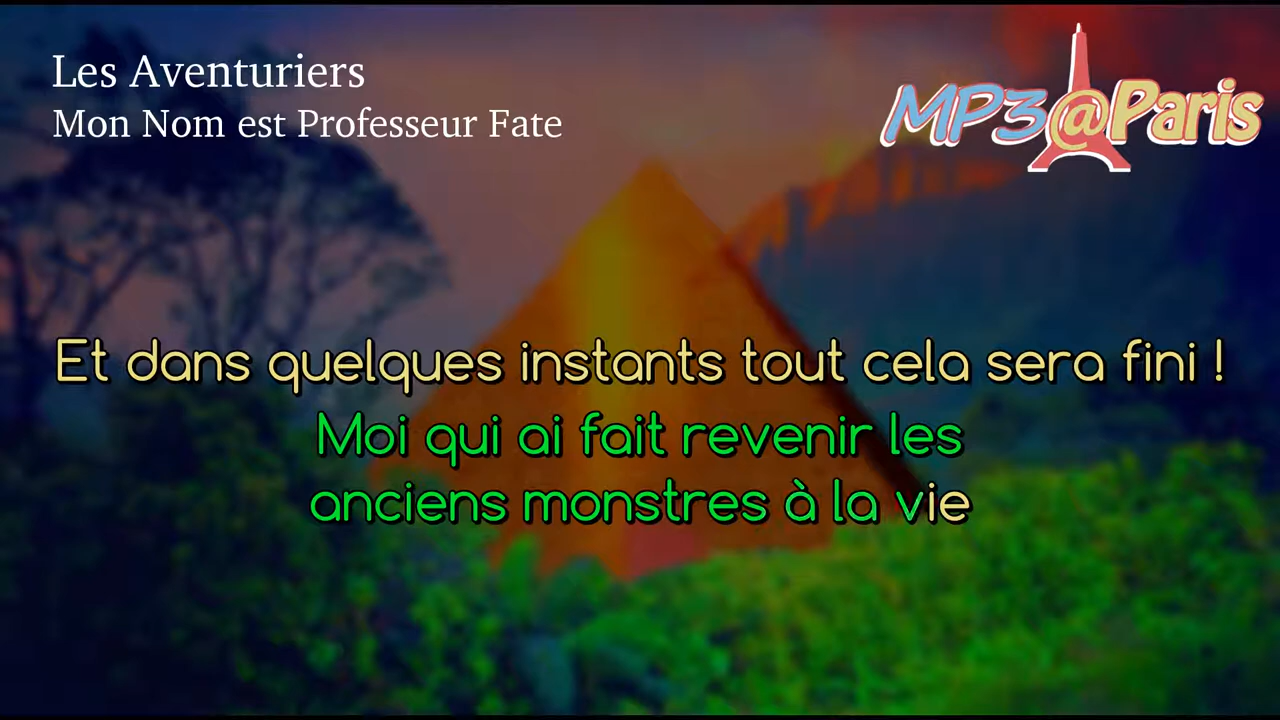 Les Aventuriers
Mon Nom est Professeur Fate
MP3@Paris
Et dans quelques instants tout cela sera fini !
Moi qui ai fait revenir les
anciens monstres à la vie